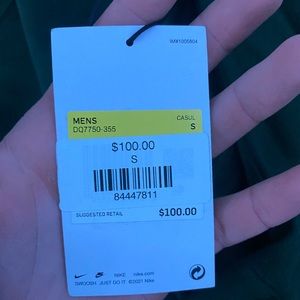 MENS CASUL
DQ7750-355 S
$100.00
S
84447811
SUGGESTED RETAIL $100.00
NIKE nike.com
SWOOSH JUST DO IT ©2021 Nike